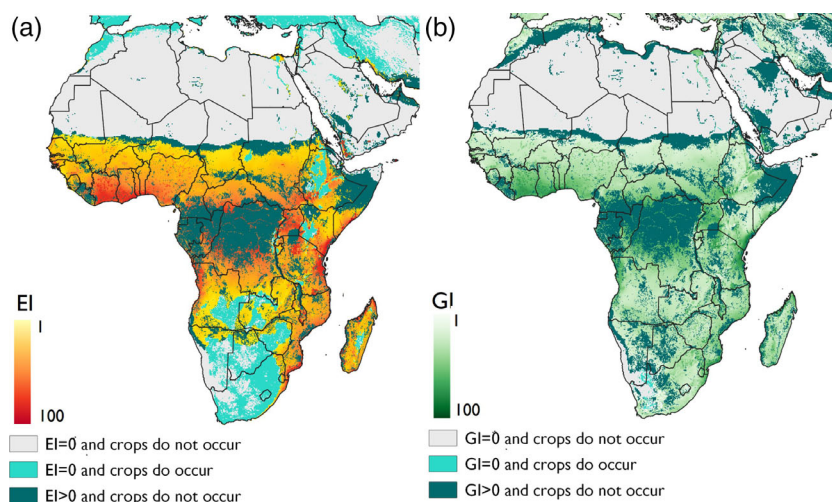 (a)
EI
1
100
EI=0 and crops do not occur
EI=0 and crops do occur
EI>0 and crops do not occur
(b)
GI
1
100
GI=0 and crops do not occur
GI=0 and crops do occur
GI>0 and crops do not occur